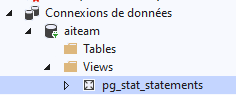 Connexions de données
aiteam
Tables
Views
pg_stat_statements